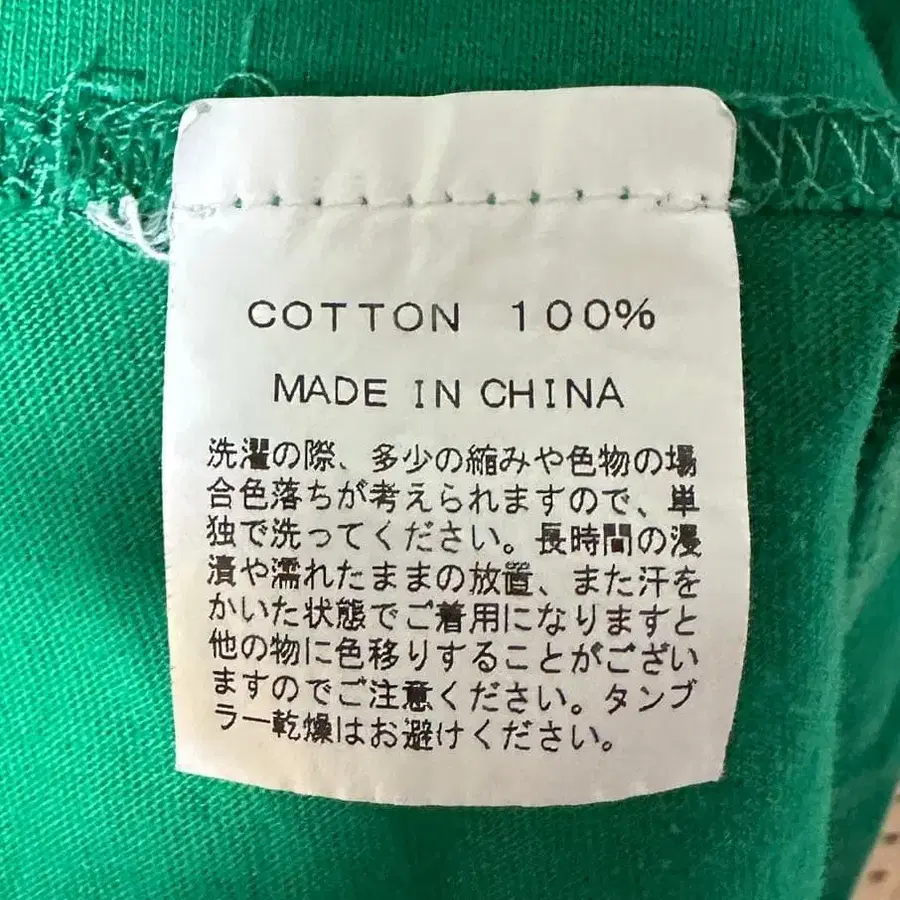 COTTON 100%
MADE IN CHINA
洗濯の際、多少の縮みや色物の場
合色落ちが考えられますので、単
独で洗ってください。長時間の浸
漬や濡れたままの放置、また汗を
かいた状態でご着用になりますと
他の物に色移りすることがござい
ますのでご注意ください。タンブ
ラー乾燥はお避けください。